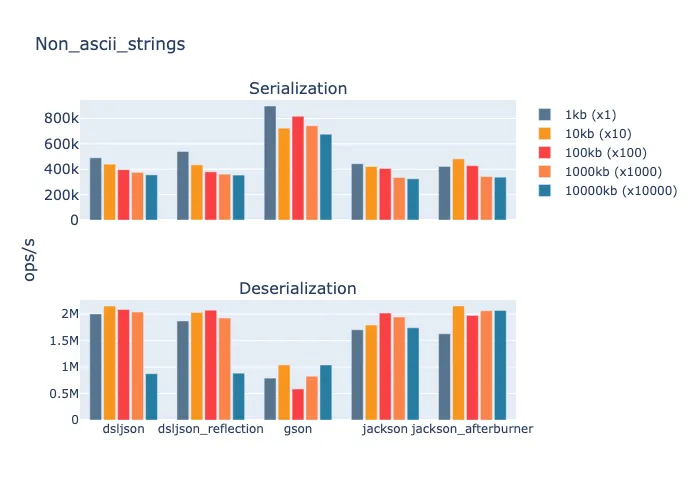 Non_ascii_strings
Serialization
800k
600k
400k
200k
0
1kb (x1)
10kb (x10)
100kb (x100)
1000kb (x1000)
10000kb (x10000)
ops/s
Deserialization
2M
1.5M
1M
0.5M
0
dsljson dsljson_reflection gson jackson jackson_afterburner